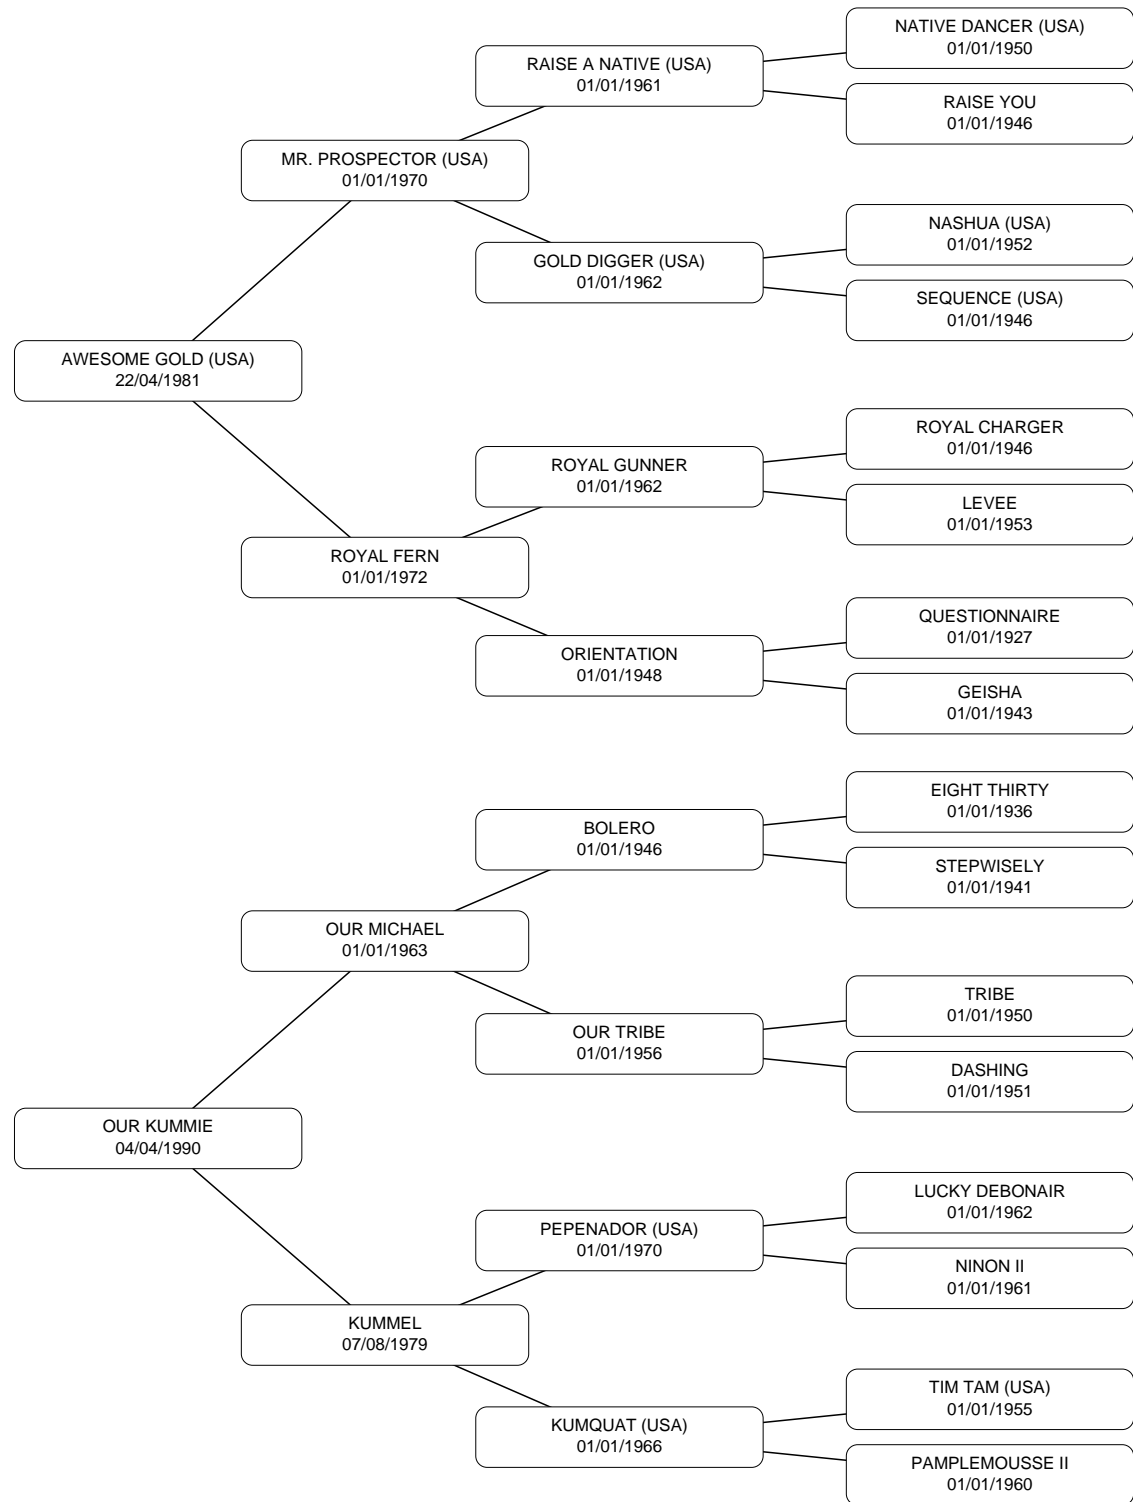 NATIVE DANCER (USA)
01/01/1950
RAISE A NATIVE (USA)
01/01/1961
RAISE YOU
01/01/1946
MR. PROSPECTOR (USA)
01/01/1970
NASHUA (USA)
01/01/1952
GOLD DIGGER (USA)
01/01/1962
SEQUENCE (USA)
01/01/1946
AWESOME GOLD (USA)
22/04/1981
ROYAL CHARGER
01/01/1946
ROYAL GUNNER
01/01/1962
LEVEE
01/01/1953
ROYAL FERN
01/01/1972
QUESTIONNAIRE
01/01/1927
ORIENTATION
01/01/1948
GEISHA
01/01/1943
EIGHT THIRTY
01/01/1936
BOLERO
01/01/1946
STEPWISELY
01/01/1941
OUR MICHAEL
01/01/1963
TRIBE
01/01/1950
OUR TRIBE
01/01/1956
DASHING
01/01/1951
OUR KUMMIE
04/04/1990
LUCKY DEBONAIR
01/01/1962
PEPENADOR (USA)
01/01/1970
NINON II
01/01/1961
KUMMEL
07/08/1979
TIM TAM (USA)
01/01/1955
KUMQUAT (USA)
01/01/1966
PAMPLEMOUSSE II
01/01/1960